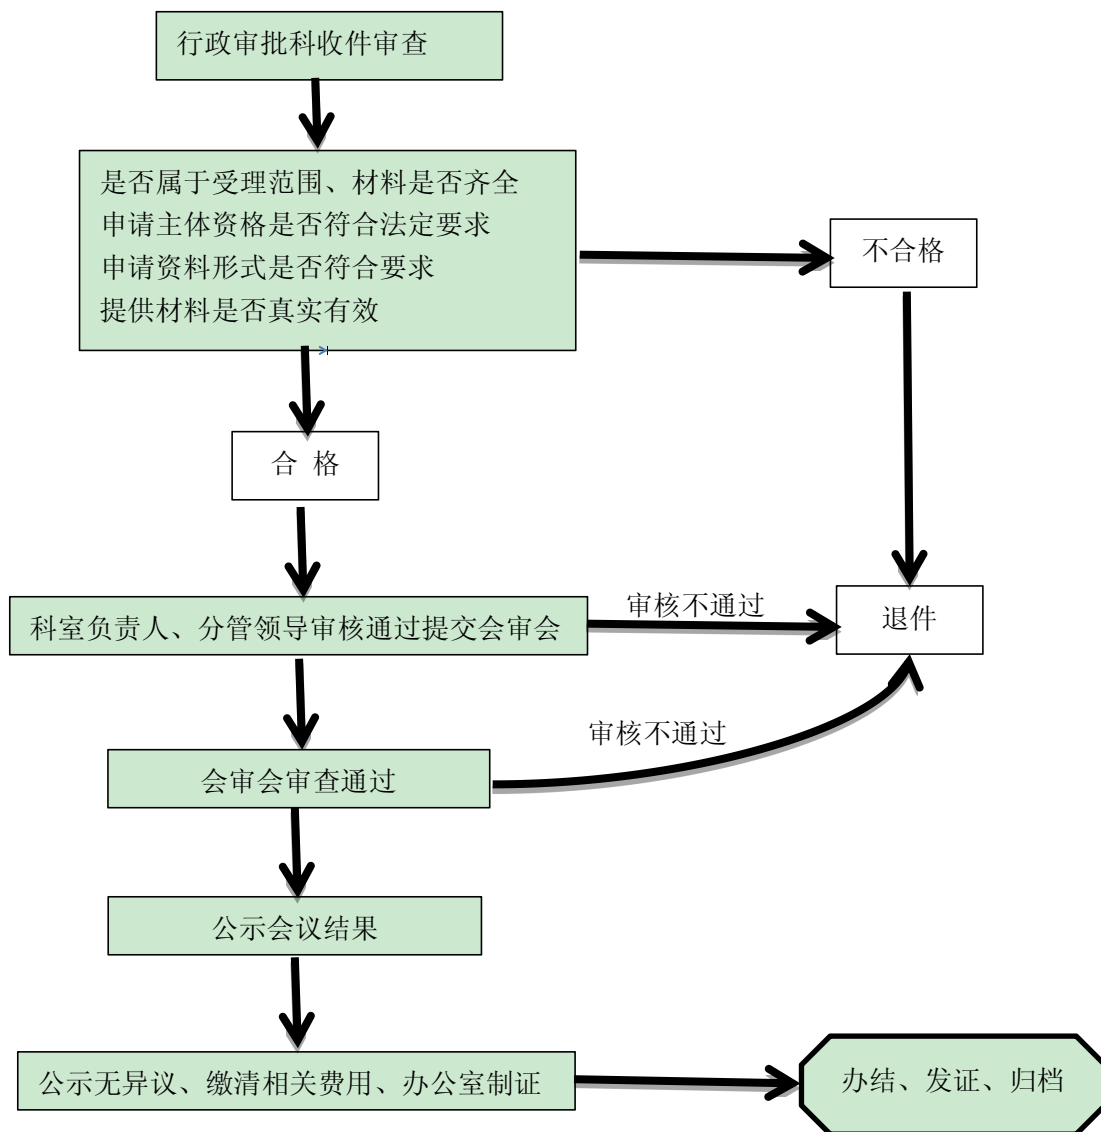 行政审批科收件审查
是否属于受理范围、材料是否齐全
申请主体资格是否符合法定要求
申请资料形式是否符合要求
提供材料是否真实有效
不合格
合 格
科室负责人、分管领导审核通过提交会审会
审核不通过
退件
审核不通过
会审会审查通过
公示会议结果
公示无异议、缴清相关费用、办公室制证
办结、发证、归档